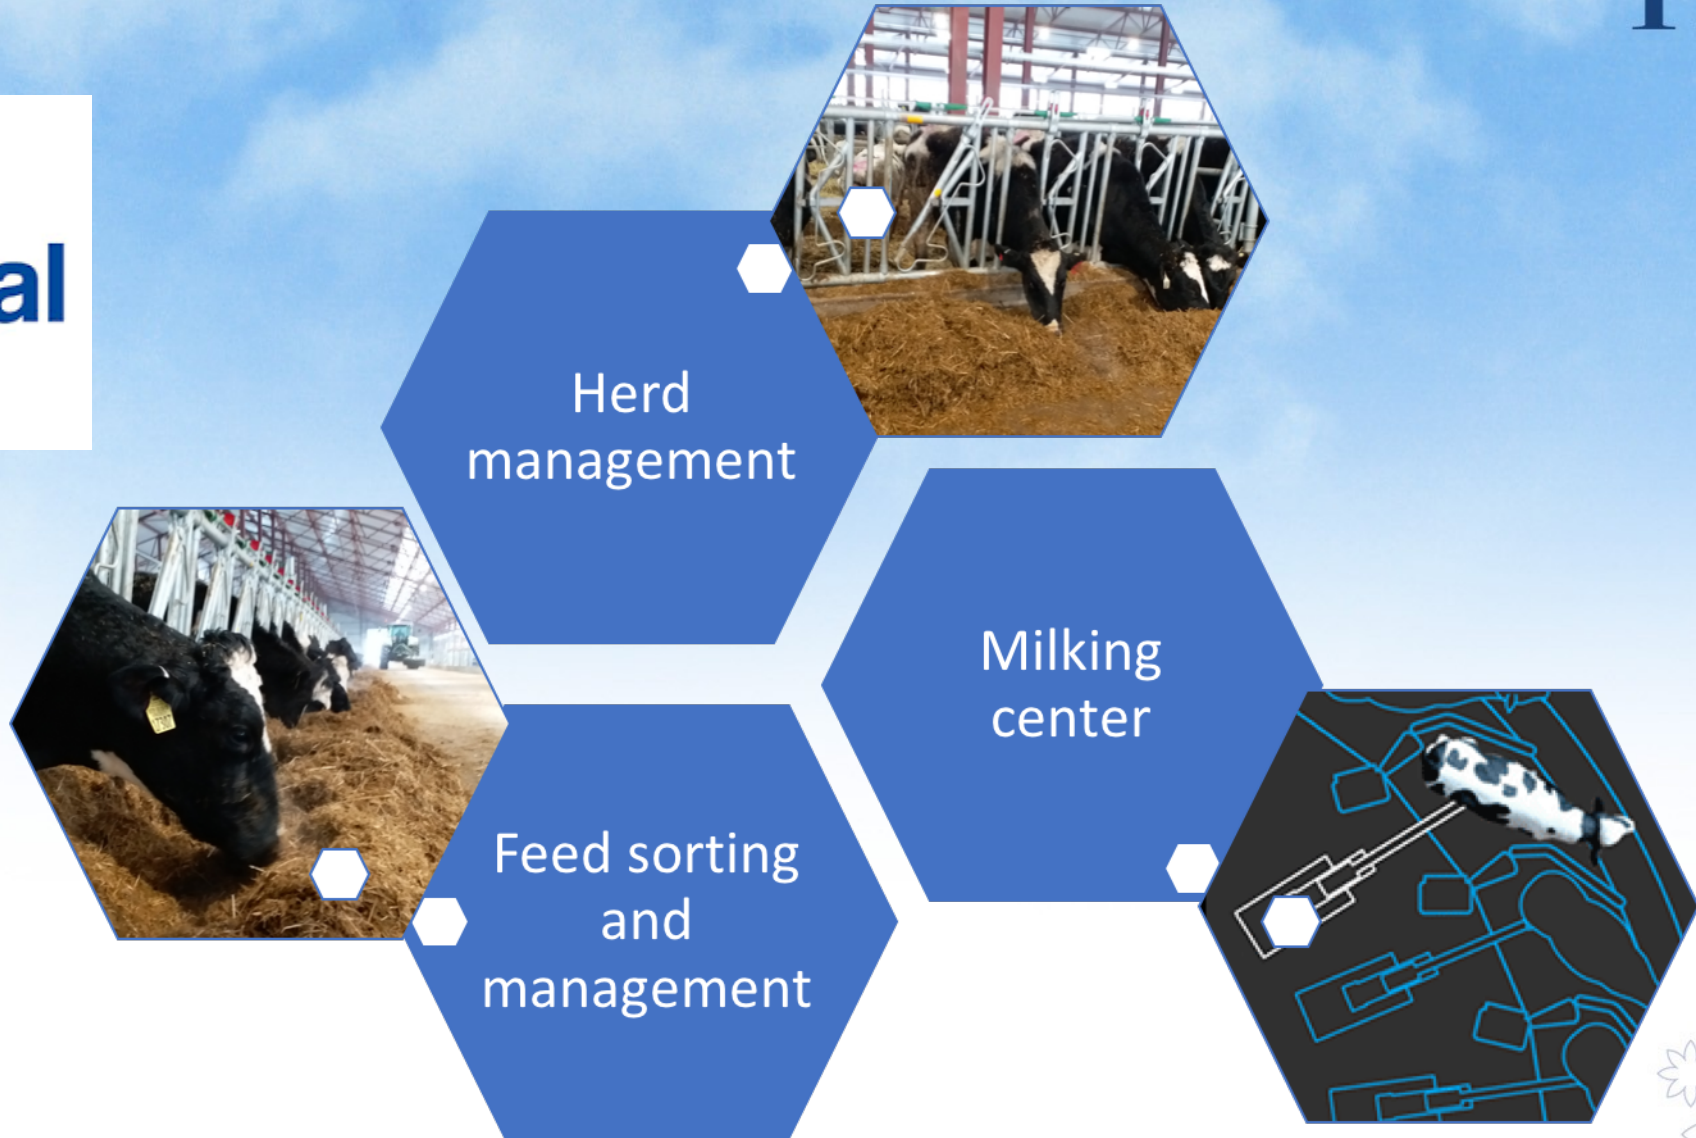 al
Herd
management
Milking
center
Feed sorting
and
management